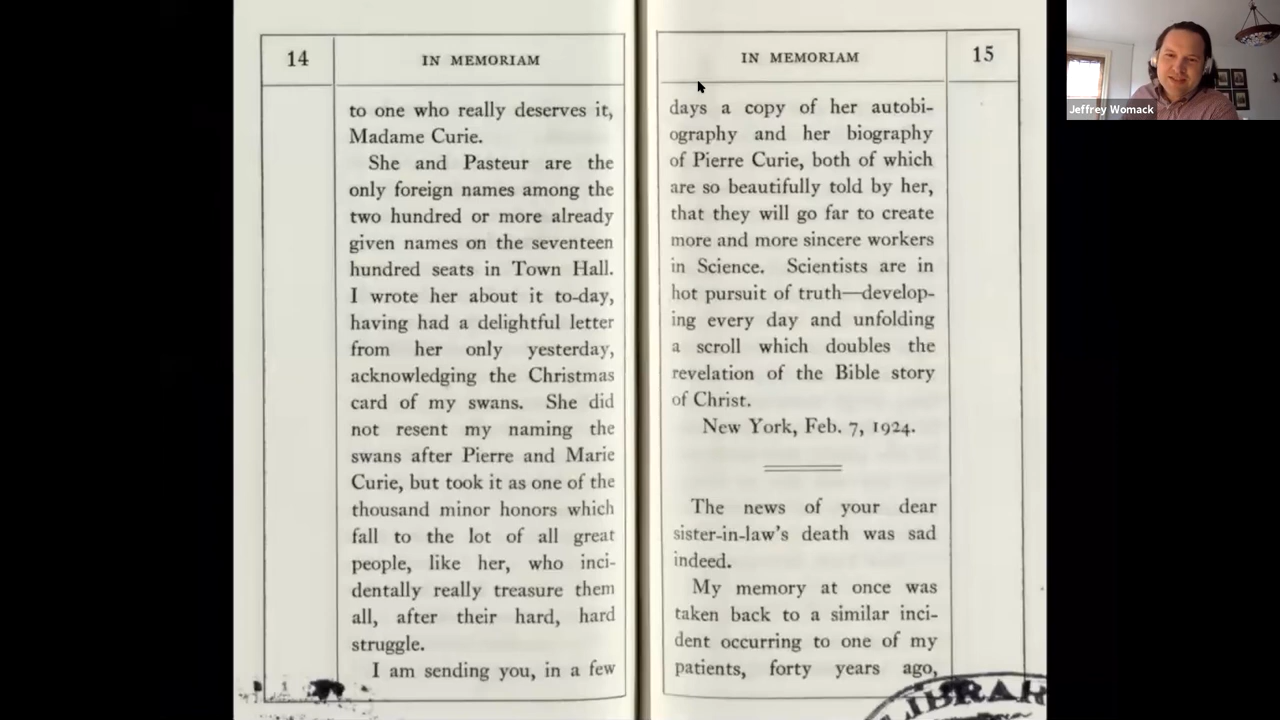 14
IN MEMORIAM
to one who really deserves it,
Madame Curie.
She and Pasteur are the
only foreign names among the
two hundred or more already
given names on the seventeen
hundred seats in Town Hall.
I wrote her about it to-day,
having had a delightful letter
from her only yesterday,
acknowledging the Christmas
card of my swans. She did
not resent my naming the
swans after Pierre and Marie
Curie, but took it as one of the
thousand minor honors which
fall to the lot of all great
people, like her, who inci-
dentally really treasure them
all, after their hard, hard
struggle.
I am sending you, in a few
IN MEMORIAM
15
days a copy of her autobi-
ography and her biography
of Pierre Curie, both of which
are so beautifully told by her,
that they will go far to create
more and more sincere workers
in Science. Scientists are in
hot pursuit of truth—develop-
ing every day and unfolding
a scroll which doubles the
revelation of the Bible story
of Christ.
New York, Feb. 7, 1924.
The news of your dear
sister-in-law's death was sad
indeed.
My memory at once was
taken back to a similar inci-
dent occurring to one of my
patients, forty years ago,
LIBRAR
Jeffrey Womack